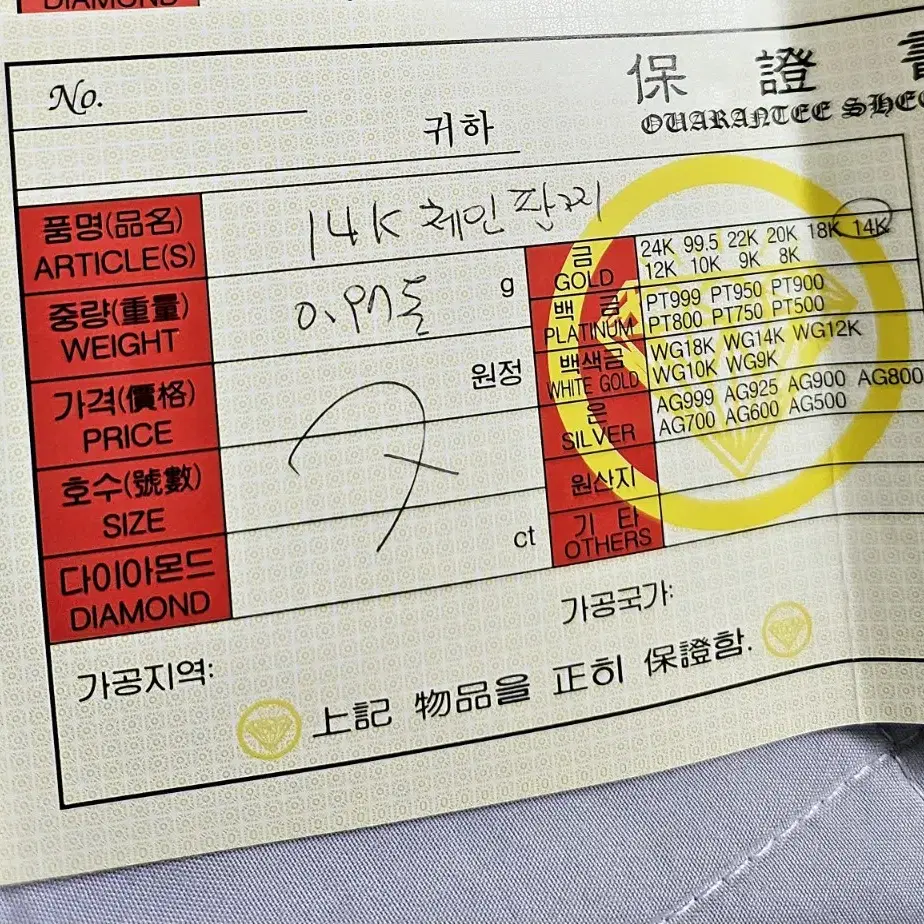 DIAMOND
No.
保 證
QUARANTEE SHEE
귀하
품명(品名)
ARTICLE(S)
14K 체인팔찌
중량(重量)
WEIGHT
0.97돈
g
가격(價格)
PRICE
원정
호수(號數)
SIZE
다이아몬드
DIAMOND
ct
금
GOLD
24K 99.5 22K 20K 18K 14K
12K 10K 9K 8K
백 금
PLATINUM
PT999 PT950 PT900
PT800 PT750 PT500
백색금
WHITE GOLD
WG18K WG14K WG12K
WG10K WG9K
은
SILVER
AG999 AG925 AG900 AG800
AG700 AG600 AG500
원산지
기 타
OTHERS
가공지역:
가공국가:
上記 物品을 正히 保證함.